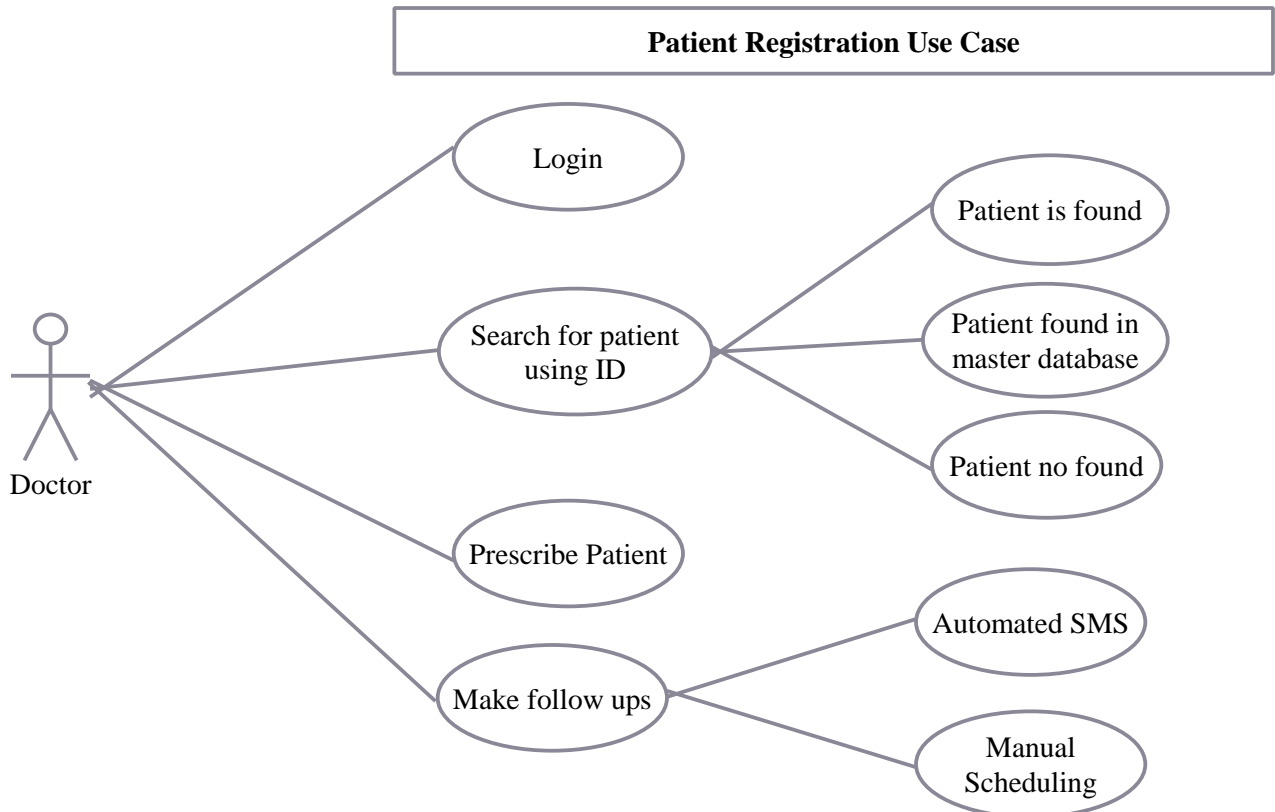 Patient Registration Use Case
Login
Patient is found
Search for patient
using ID
Patient found in
master database
Patient no found
Doctor
Prescribe Patient
Automated SMS
Make follow ups
Manual
Scheduling